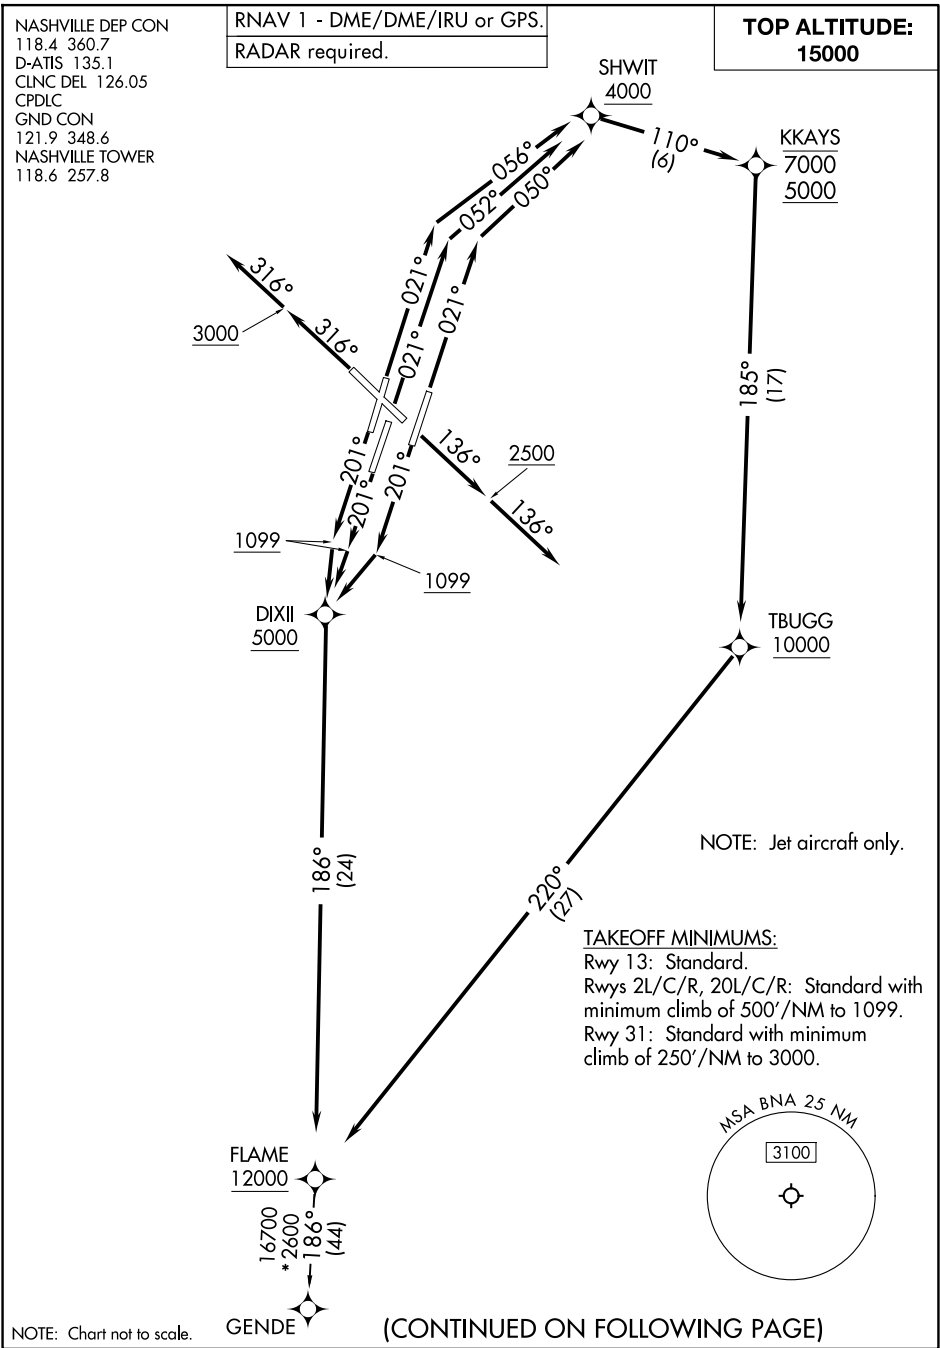 NASHVILLE DEP CON
118.4 360.7
D-ATIS 135.1
CLNC DEL 126.05
CPDLC
GND CON
121.9 348.6
NASHVILLE TOWER
118.6 257.8
RNAV 1 - DME/DME/IRU or GPS.
RADAR required.
TOP ALTITUDE:
15000
SHWIT
4000
110°
(6)
KKAYS
7000
5000
056°
052°
050°
021°
021°
021°
316°
3000
316°
185°
(17)
201°
201°
201°
136°
2500
136°
1099
1099
DIXII
5000
TBUGG
10000
186°
(24)
220°
(27)
NOTE: Jet aircraft only.
TAKEOFF MINIMUMS:
Rwy 13: Standard.
Rwys 2L/C/R, 20L/C/R: Standard with
minimum climb of 500'/NM to 1099.
Rwy 31: Standard with minimum
climb of 250'/NM to 3000.
MSA BNA 25 NM
3100
FLAME
12000
16700
*2600
186°
(44)
GENDE
NOTE: Chart not to scale.
(CONTINUED ON FOLLOWING PAGE)